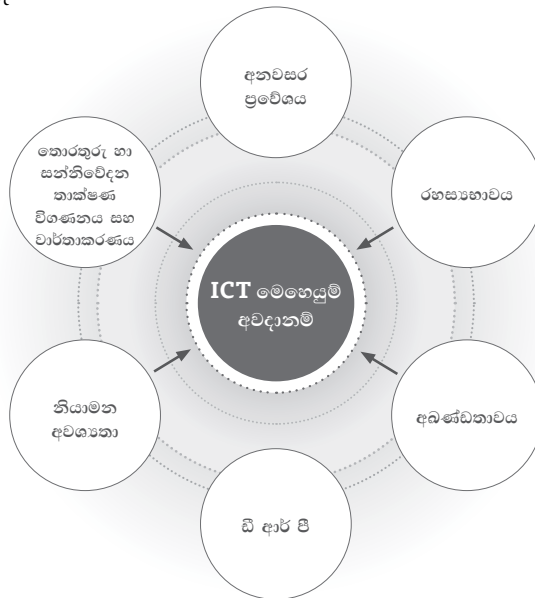 අනවසර
ප්‍රවේශය
තොරතුරු හා
සන්නිවේදන
තාක්ෂණ
විගණනය සහ
වාර්තාකරණය
රහස්‍යභාවය
ICT මෙහෙයුම්
අවදානම්
නියාමන
අවශ්‍යතා
අඛණ්ඩතාවය
ඩී ආර් පී